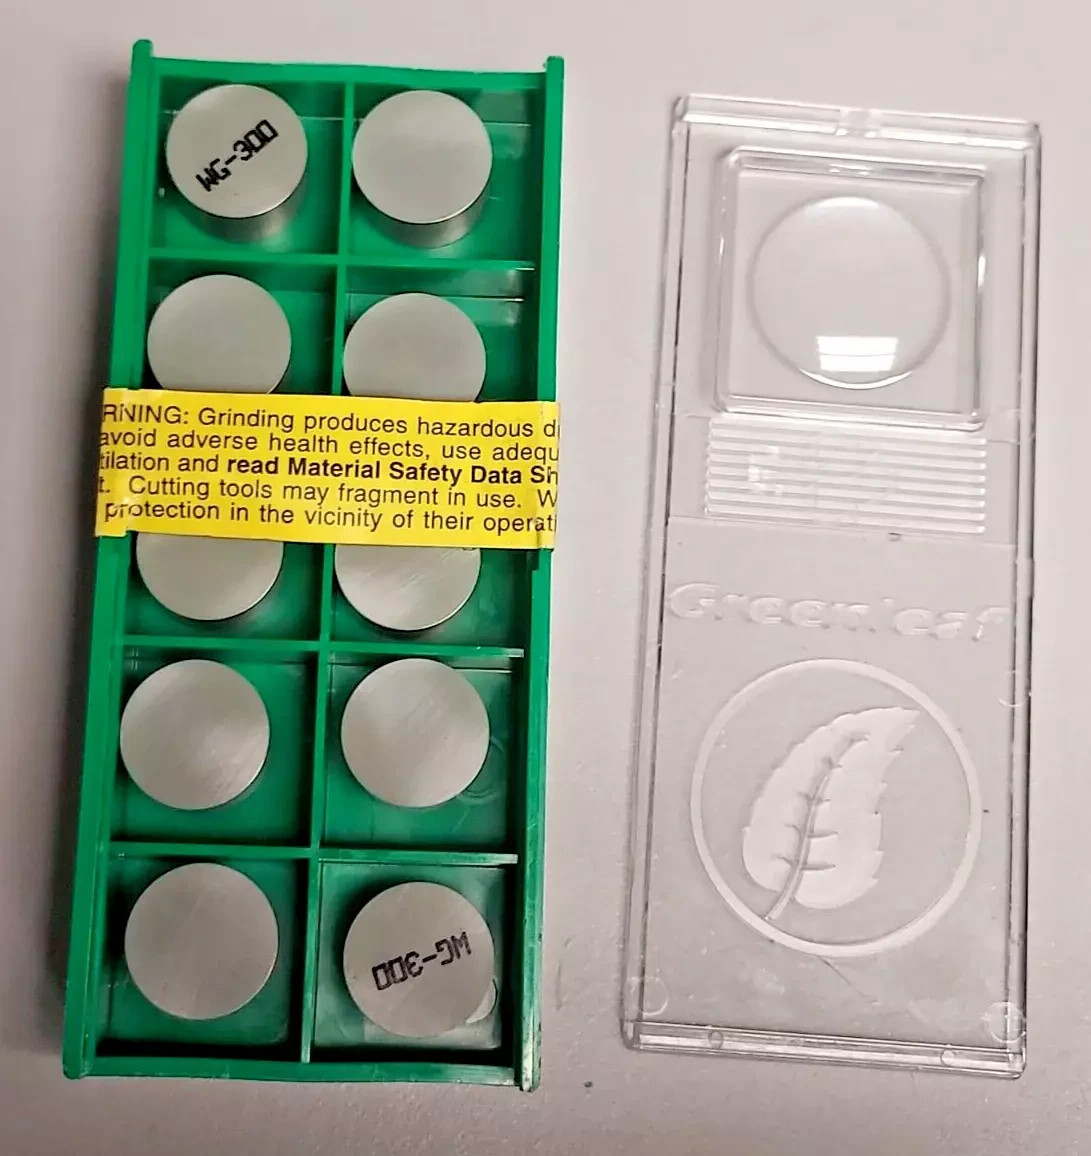 WG-300
RNING: Grinding produces hazardous d
avoid adverse health effects, use adequ
tilation and read Material Safety Data Sh
t. Cutting tools may fragment in use. W
protection in the vicinity of their operati
WG-300
Greenleaf